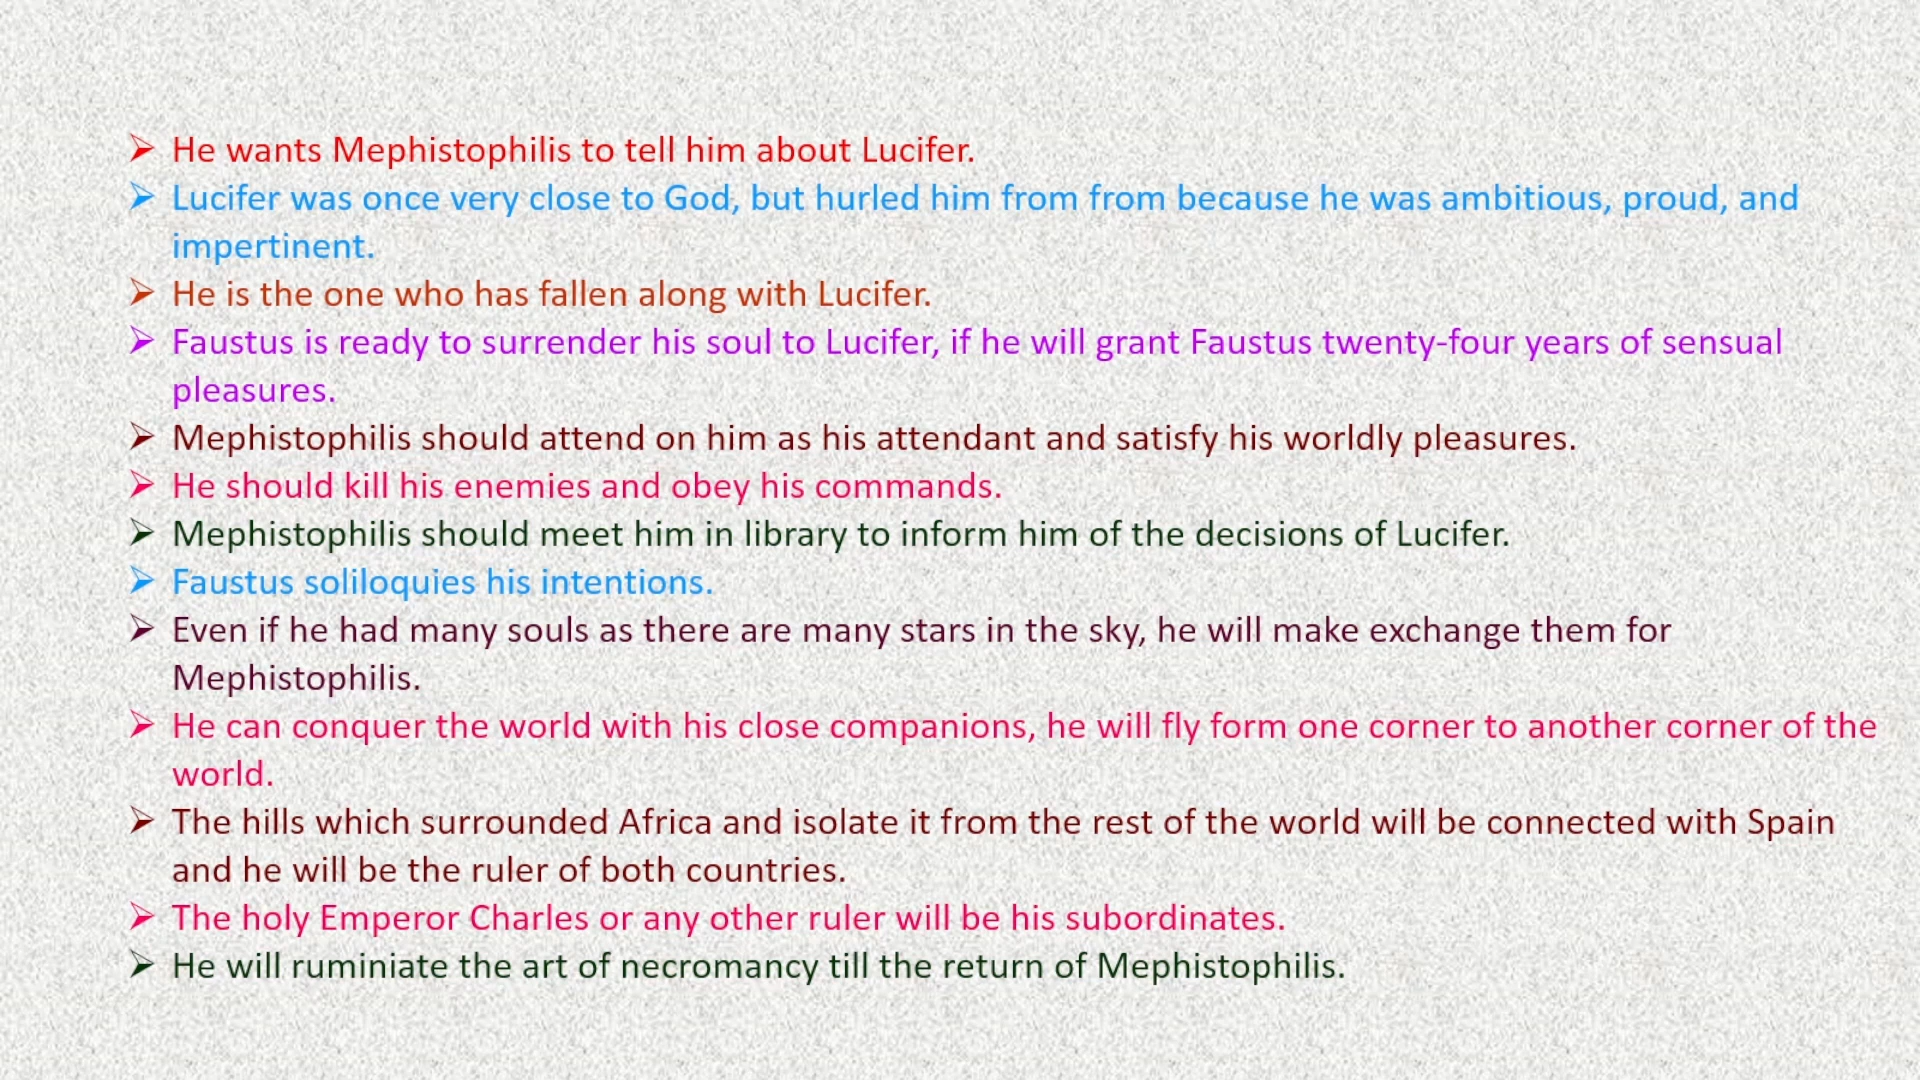 ➢ He wants Mephistophilis to tell him about Lucifer.
➢ Lucifer was once very close to God, but hurled him from from because he was ambitious, proud, and
impertinent.
➢ He is the one who has fallen along with Lucifer.
➢ Faustus is ready to surrender his soul to Lucifer, if he will grant Faustus twenty-four years of sensual
pleasures.
➢ Mephistophilis should attend on him as his attendant and satisfy his worldly pleasures.
➢ He should kill his enemies and obey his commands.
➢ Mephistophilis should meet him in library to inform him of the decisions of Lucifer.
➢ Faustus soliloquies his intentions.
➢ Even if he had many souls as there are many stars in the sky, he will make exchange them for
Mephistophilis.
➢ He can conquer the world with his close companions, he will fly form one corner to another corner of the
world.
➢ The hills which surrounded Africa and isolate it from the rest of the world will be connected with Spain
and he will be the ruler of both countries.
➢ The holy Emperor Charles or any other ruler will be his subordinates.
➢ He will ruminiate the art of necromancy till the return of Mephistophilis.